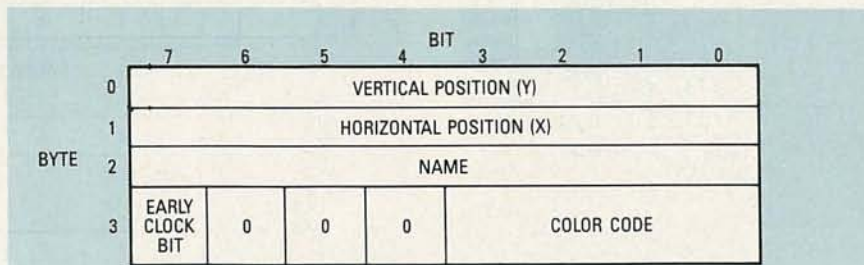 BIT
7 6 5 4 3 2 1 0
0 VERTICAL POSITION (Y)
1 HORIZONTAL POSITION (X)
BYTE 2 NAME
3 EARLY CLOCK BIT 0 0 0 COLOR CODE